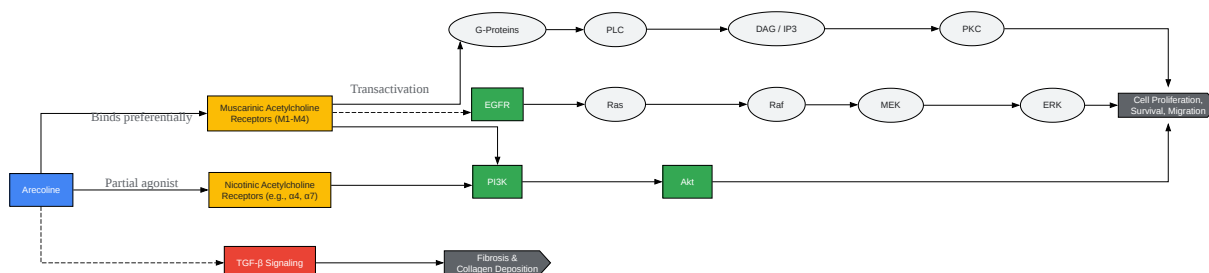 G-Proteins
PLC
DAG / IP3
PKC
Transactivation
Muscarinic Acetylcholine
Receptors (M1-M4)
EGFR
Ras
Raf
MEK
ERK
Cell Proliferation,
Survival, Migration
Binds preferentially
Arecoline
Partial agonist
Nicotinic Acetylcholine
Receptors (e.g., α4, α7)
PI3K
Akt
TGF-β Signaling
Fibrosis &
Collagen Deposition